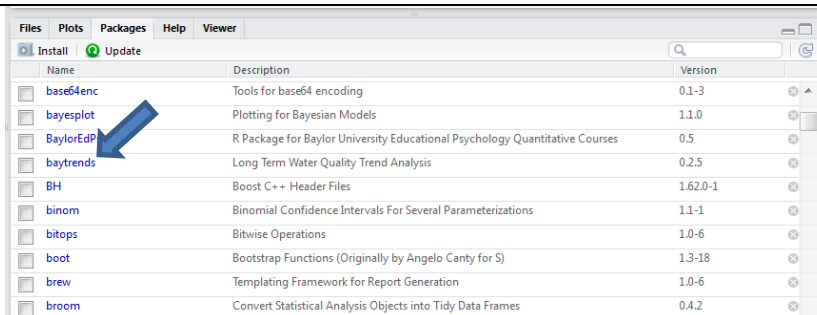 Files Plots Packages Help Viewer
Install Update
Name Description Version
base64enc Tools for base64 encoding 0.1-3
bayesplot Plotting for Bayesian Models 1.1.0
BaylorEdP R Package for Baylor University Educational Psychology Quantitative Courses 0.5
baytrends Long Term Water Quality Trend Analysis 0.2.5
BH Boost C++ Header Files 1.62.0-1
binom Binomial Confidence Intervals For Several Parameterizations 1.1-1
bitops Bitwise Operations 1.0-6
boot Bootstrap Functions (Originally by Angelo Canty for S) 1.3-18
brew Templating Framework for Report Generation 1.0-6
broom Convert Statistical Analysis Objects into Tidy Data Frames 0.4.2